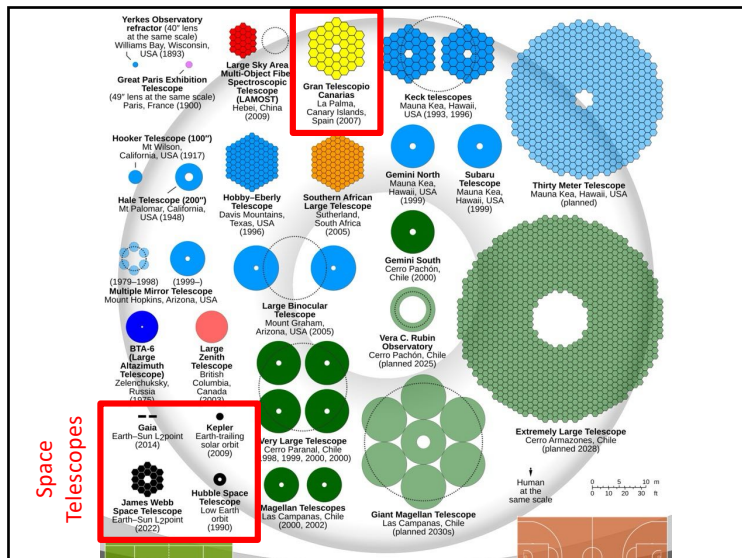 Yerkes Observatory
refractor (40″ lens
at the same scale)
Williams Bay, Wisconsin,
USA (1893)
Great Paris Exhibition
Telescope
(49″ lens at the same scale)
Paris, France (1900)
Large Sky Area
Multi-Object Fiber
Spectroscopic
Telescope
(LAMOST)
Hebei, China
(2009)
Gran Telescopio
Canarias
La Palma,
Canary Islands,
Spain (2007)
Keck telescopes
Mauna Kea, Hawaii,
USA (1993, 1996)
Thirty Meter Telescope
Mauna Kea, Hawaii, USA
(planned)
Hooker Telescope (100″)
Mt Wilson,
California, USA (1917)
Hale Telescope (200″)
Mt Palomar, California,
USA (1948)
Hobby–Eberly
Telescope
Davis Mountains,
Texas, USA
(1996)
Southern African
Large Telescope
Sutherland,
South Africa
(2005)
Gemini North
Mauna Kea,
Hawaii, USA
(1999)
Subaru
Telescope
Mauna Kea,
Hawaii, USA
(1999)
Gemini South
Cerro Pachón,
Chile (2000)
(1979–1998) (1999–)
Multiple Mirror Telescope
Mount Hopkins, Arizona, USA
Large Binocular
Telescope
Mount Graham,
Arizona, USA (2005)
Vera C. Rubin
Observatory
Cerro Pachón, Chile
(planned 2025)
BTA-6
(Large
Altazimuth
Telescope)
Zelenchuksky,
Russia
(1975)
Large
Zenith
Telescope
British
Columbia,
Canada
(2003)
Very Large Telescope
Cerro Paranal, Chile
(1998, 1999, 2000, 2000)
Extremely Large Telescope
Cerro Armazones, Chile
(planned 2028)
Space
Telescopes
Gaia
Earth–Sun L2point
(2014)
Kepler
Earth-trailing
solar orbit
(2009)
James Webb
Space Telescope
Earth–Sun L2point
(2022)
Hubble Space
Telescope
Low Earth
orbit
(1990)
Magellan Telescopes
Las Campanas, Chile
(2000, 2002)
Giant Magellan Telescope
Las Campanas, Chile
(planned 2030s)
Human
at the
same scale
0 5 10 m
0 10 20 30 ft